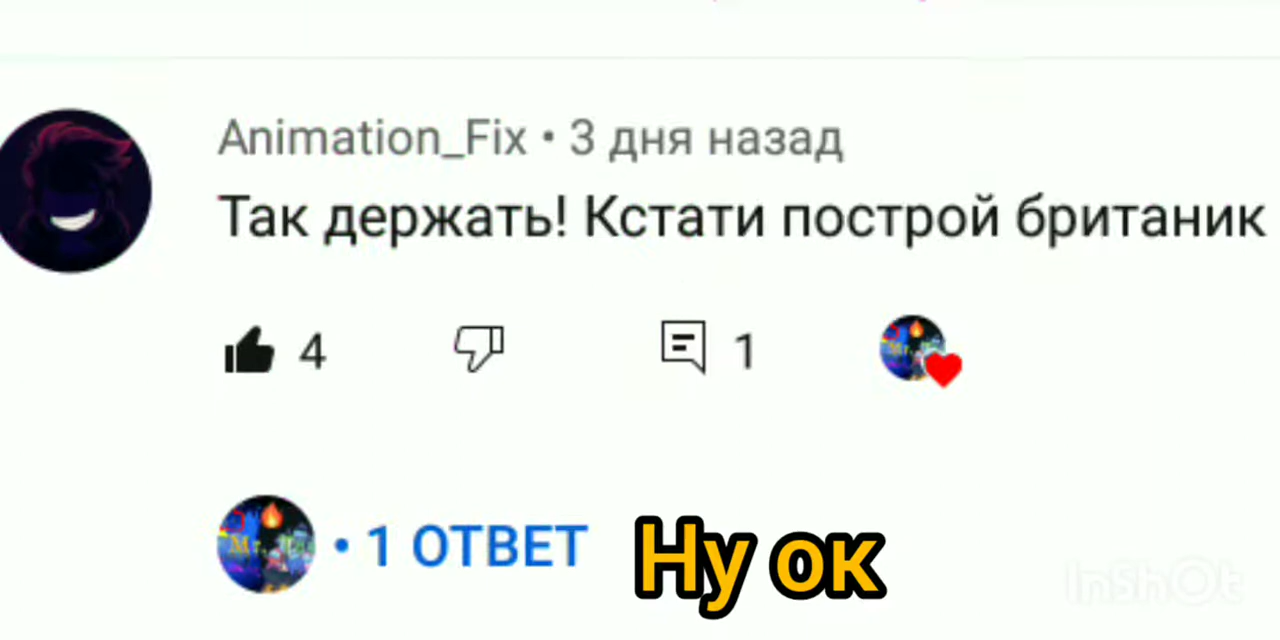 Animation_Fix • 3 дня назад
Так держать! Кстати построй британик
4
1
• 1 ОТВЕТ
Ну ок
InShOt